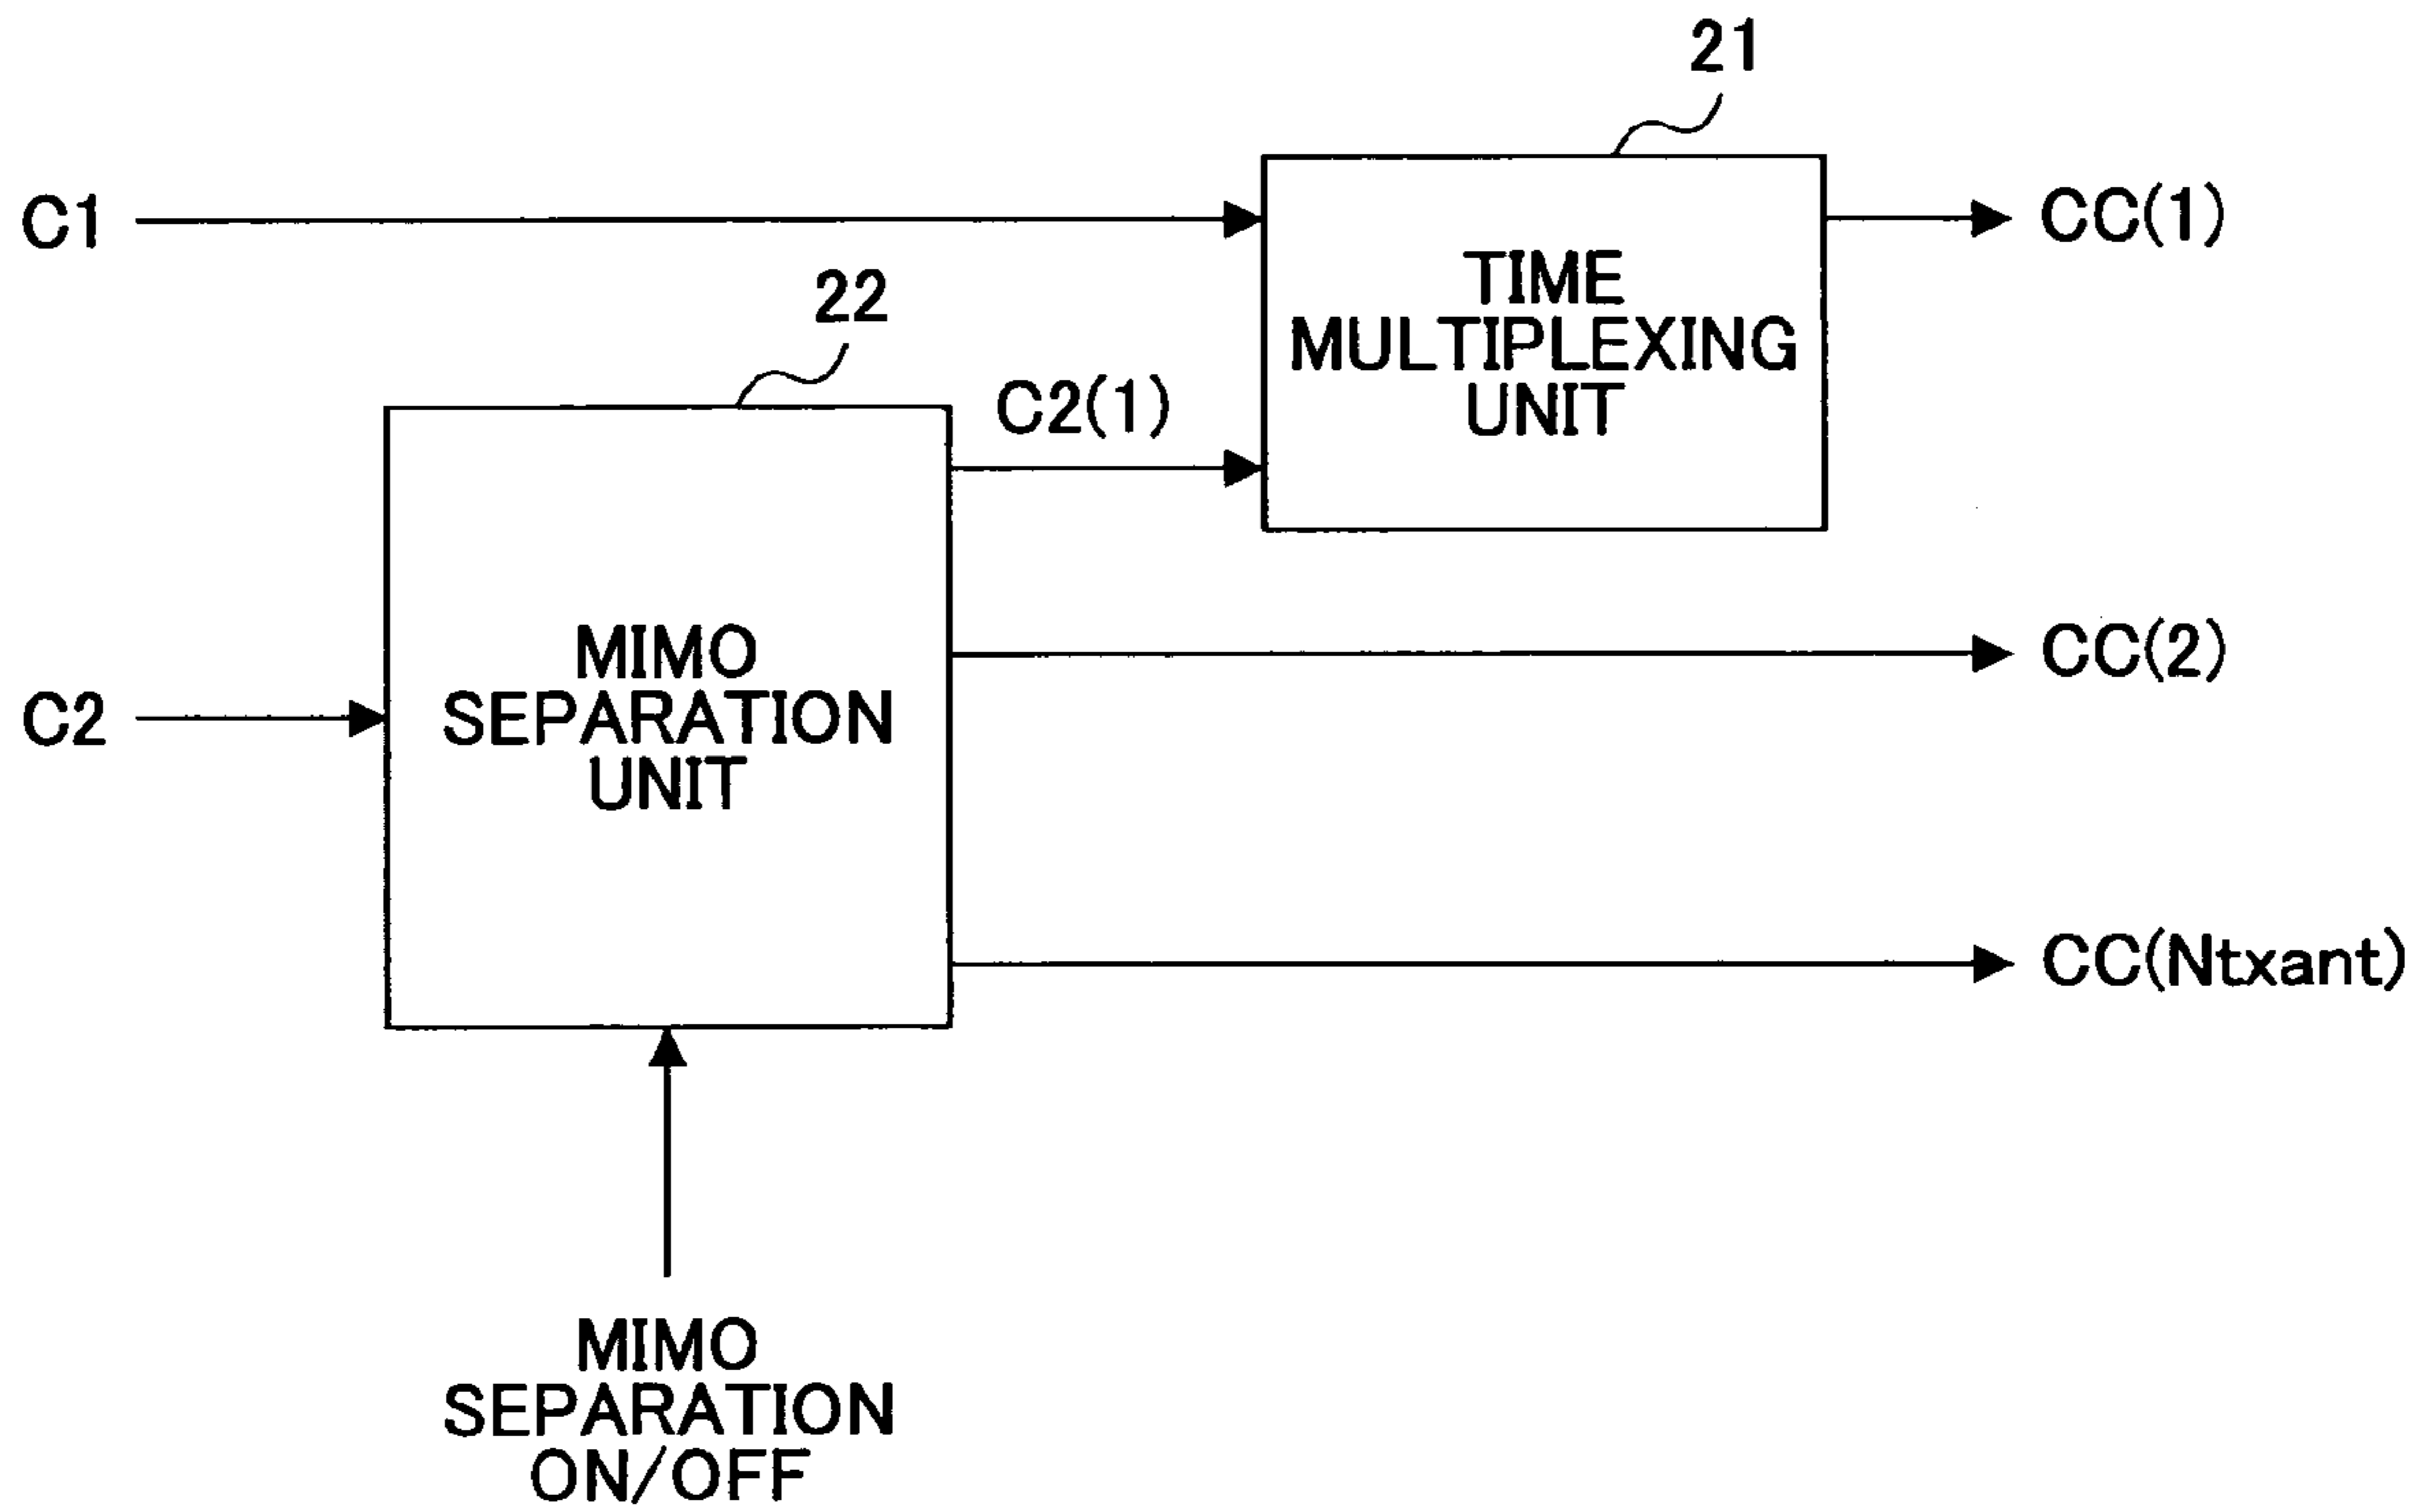 21
C1
CC(1)
TIME
MULTIPLEXING
UNIT
22
C2(1)
CC(2)
C2
MIMO
SEPARATION
UNIT
CC(Ntxant)
MIMO
SEPARATION
ON/OFF